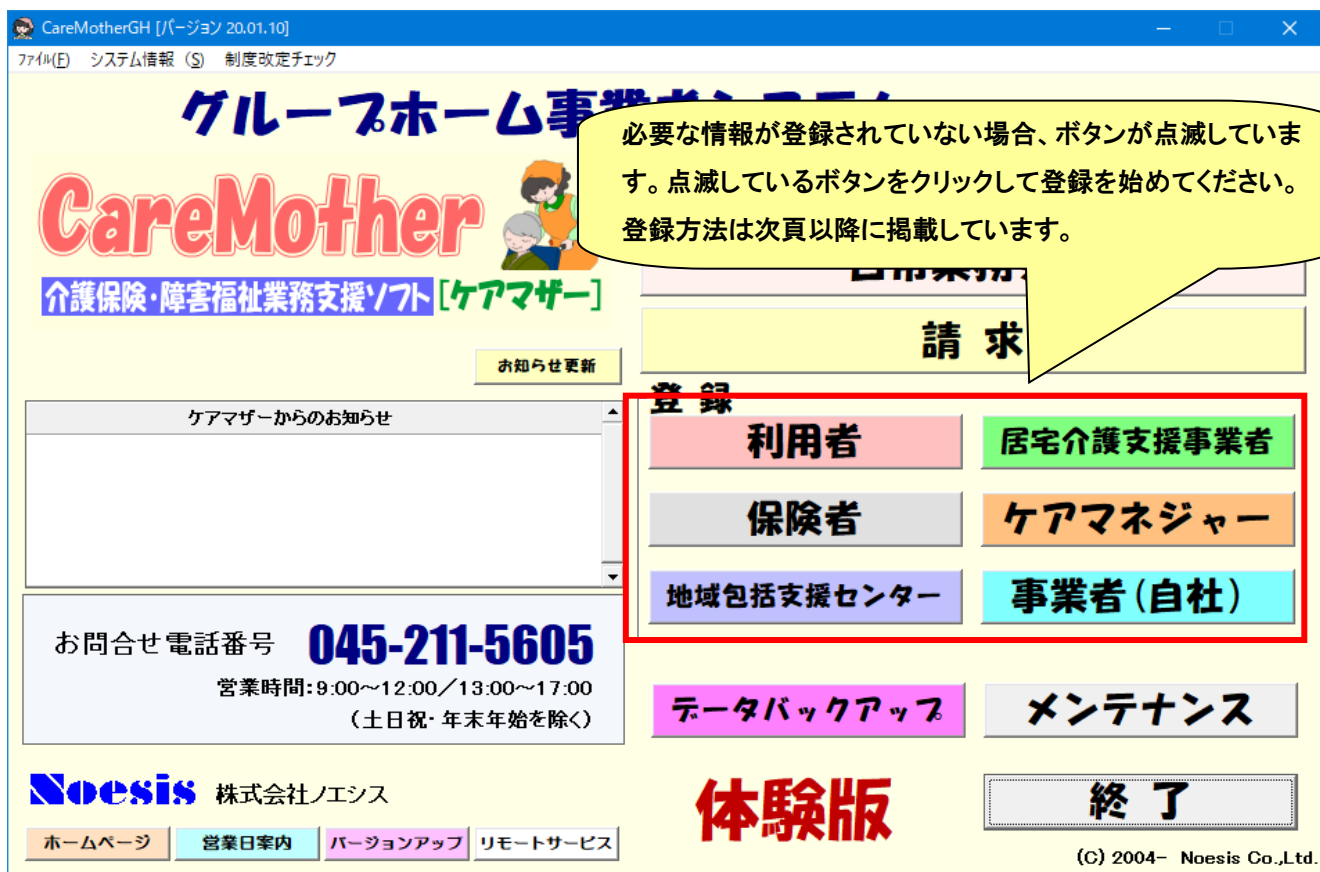 CareMotherGH [バージョン 20.01.10]
ファイル(F) システム情報 (S) 制度改定チェック
グループホーム事業者システム
必要な情報が登録されていない場合、ボタンが点滅していま
す。点滅しているボタンをクリックして登録を始めてください。
登録方法は次頁以降に掲載しています。
CareMother
介護保険・障害福祉業務支援ソフト[ケアマザー]
日常業務
請 求
お知らせ更新
登 録
ケアマザーからのお知らせ
利用者
居宅介護支援事業者
保険者
ケアマネジャー
地域包括支援センター
事業者(自社)
お問合せ電話番号 045-211-5605
営業時間:9:00~12:00/13:00~17:00
(土日祝・年末年始を除く)
データバックアップ
メンテナンス
Noesis 株式会社ノエシス
体験版
終 了
ホームページ
営業日案内
バージョンアップ
リモートサービス
(C) 2004- Noesis Co.,Ltd.